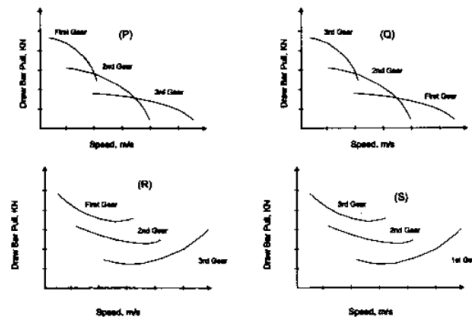 (P)
First Gear
2nd Gear
3rd Gear
Draw Bar Pull, KN
Speed, m/s
(Q)
3rd Gear
2nd Gear
First Gear
Draw Bar Pull, KN
Speed, m/s
(R)
First Gear
2nd Gear
3rd Gear
Draw Bar Pull, KN
Speed, m/s
(S)
3rd Gear
2nd Gear
1st Ge
Draw Bar Pull, KN
Speed, m/s